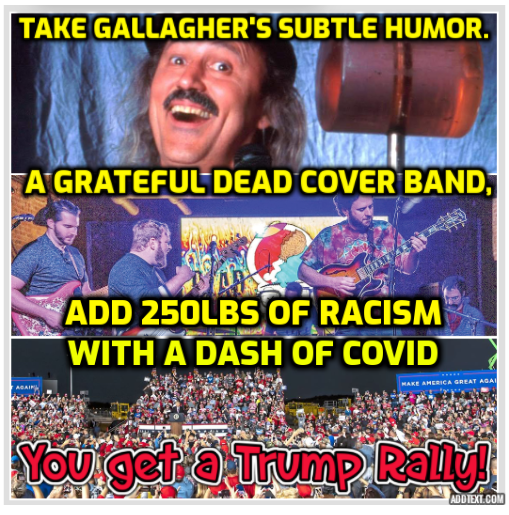 TAKE GALLAGHER'S SUBTLE HUMOR.
A GRATEFUL DEAD COVER BAND,
ADD 250LBS OF RACISM
WITH A DASH OF COVID
AGAIN!
MAKE AMERICA GREAT AGAI
You get a Trump Rally!
ADDTEXT.COM